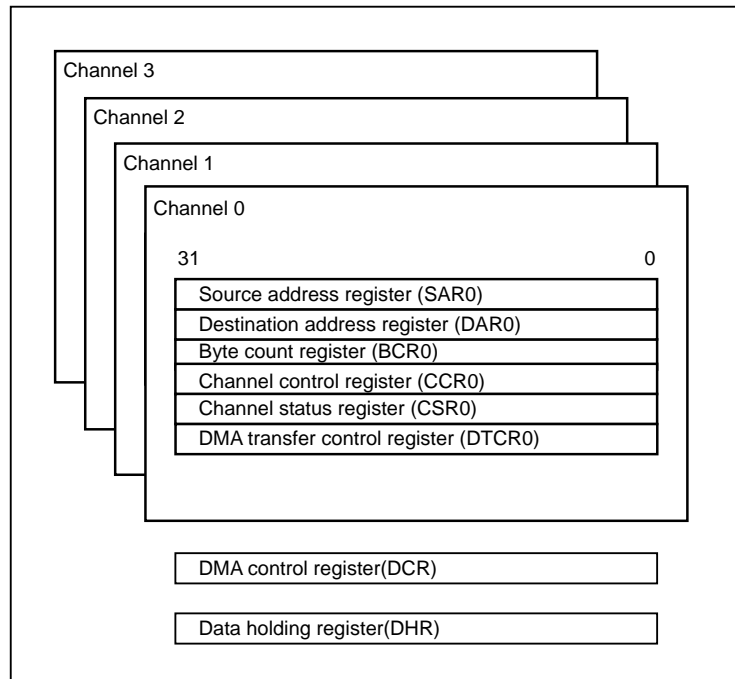 Channel 3
Channel 2
Channel 1
Channel 0
31 0
Source address register (SAR0)
Destination address register (DAR0)
Byte count register (BCR0)
Channel control register (CCR0)
Channel status register (CSR0)
DMA transfer control register (DTCR0)
DMA control register(DCR)
Data holding register(DHR)